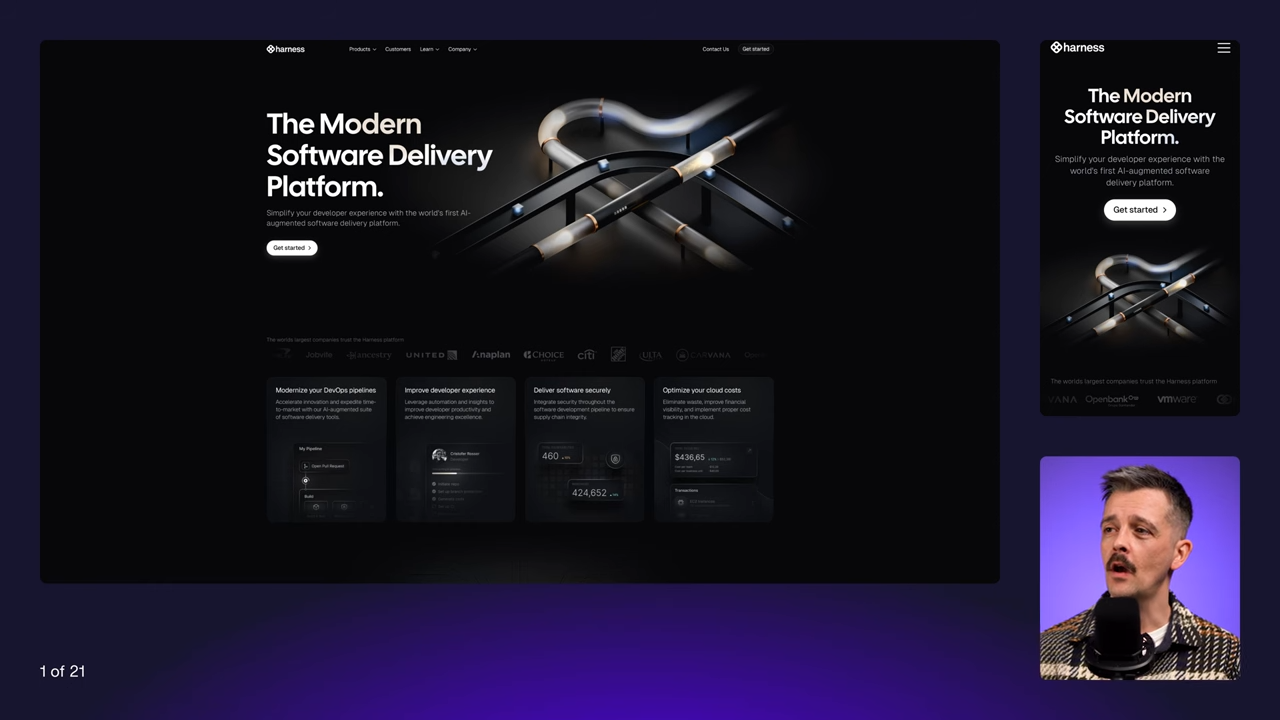 harness
Products
Customers
Learn
Company
Contact Us
Get started
The Modern
Software Delivery
Platform.
Simplify your developer experience with the world's first AI-
augmented software delivery platform.
Get started
The worlds largest companies trust the Harness platform
Jobvite
ancestry
UNITED
Anaplan
CHOICE
citi
ULTA
CARVANA
Open
Modernize your DevOps pipelines
Accelerate innovation and expedite time-
to-market with our AI-augmented suite
of software delivery tools.
My Pipeline
Open Pull Request
Build
Improve developer experience
Leverage automation and insights to
improve developer productivity and
achieve engineering excellence.
Deliver software securely
Integrate security throughout the
software development pipeline to ensure
compliance and quality.
460
424,652
Optimize your cloud costs
Eliminate waste, improve financial
visibility, and implement proper cost
tracking in the cloud.
$436,65
Transactions
harness
The Modern
Software Delivery
Platform.
Simplify your developer experience with the
world's first AI-augmented software
delivery platform.
Get started
The worlds largest companies trust the Harness platform
VANA
Openbank
vmware
1 of 21